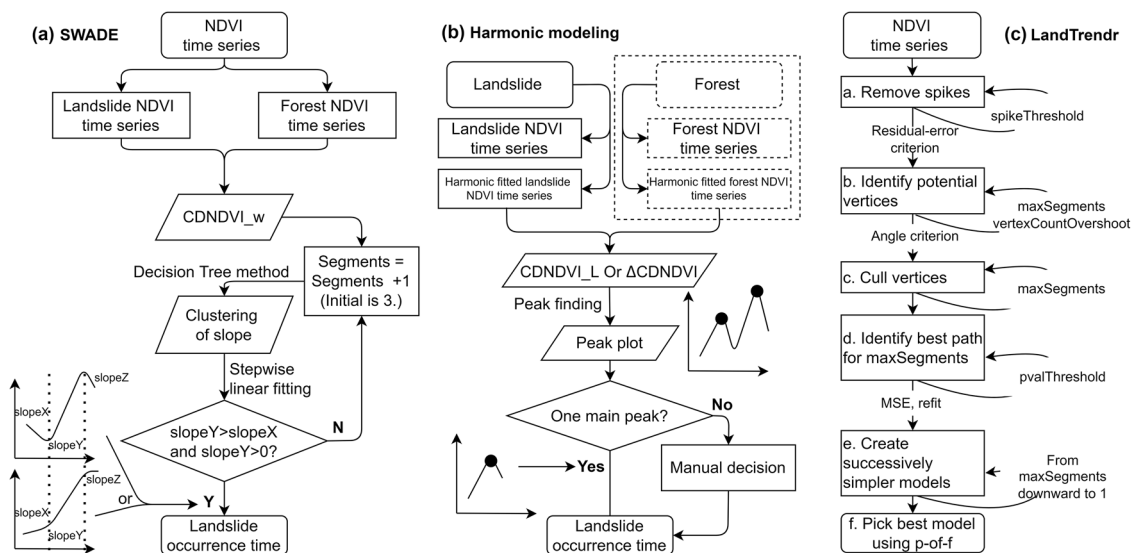 (a) SWADE
NDVI
time series
Landslide NDVI
time series
Forest NDVI
time series
CDNDVI_w
Segments =
Segments +1
(Initial is 3.)
Decision Tree method
Clustering
of slope
Stepwise
linear fitting
slopeY>slopeX
and slopeY>0?
N
Y
or
Landslide
occurrence time
slopeX
slopeY
slopeZ
slopeX
slopeY
slopeZ
(b) Harmonic modeling
Landslide
Forest
Landslide NDVI
time series
Forest NDVI
time series
Harmonic fitted landslide
NDVI time series
Harmonic fitted forest NDVI
time series
CDNDVI_L Or ΔCDNDVI
Peak finding
Peak plot
One main peak?
No
Yes
Manual decision
Landslide
occurrence time
(c) LandTrendr
NDVI
time series
a. Remove spikes
spikeThreshold
Residual-error
criterion
b. Identify potential
vertices
maxSegments
vertexCountOvershoot
Angle criterion
c. Cull vertices
maxSegments
d. Identify best path
for maxSegments
pvalThreshold
MSE, refit
e. Create
successively
simpler models
From
maxSegments
downward to 1
f. Pick best model
using p-of-f